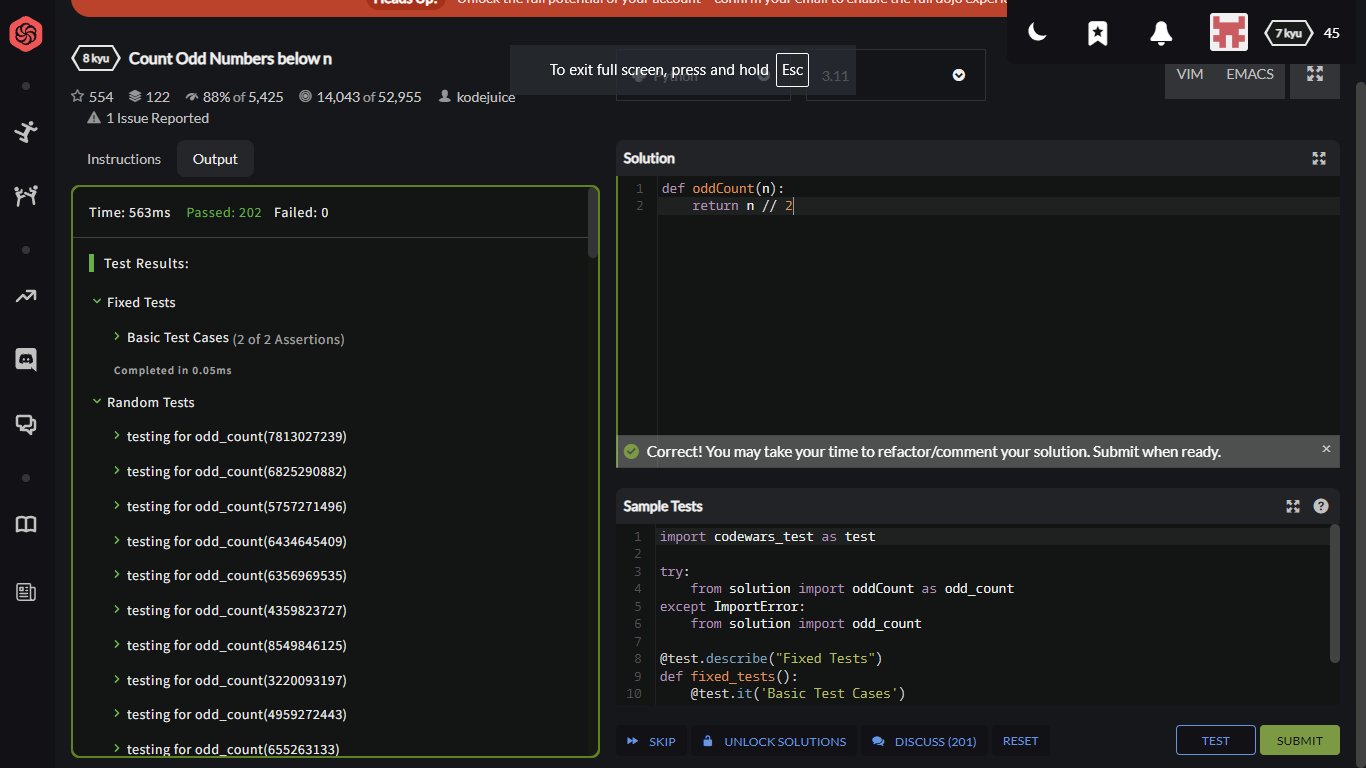 Heads Up! Unlock the full potential of your account - confirm your email to enable the full dojo experi
8 kyu Count Odd Numbers below n
To exit full screen, press and hold Esc
Python
3.11
VIM EMACS
7 kyu 45
554 122 88% of 5,425 14,043 of 52,955 kodejuice
1 Issue Reported
Instructions Output
Time: 563ms Passed: 202 Failed: 0
Test Results:
Fixed Tests
Basic Test Cases (2 of 2 Assertions)
Completed in 0.05ms
Random Tests
testing for odd_count(7813027239)
testing for odd_count(6825290882)
testing for odd_count(5757271496)
testing for odd_count(6434645409)
testing for odd_count(6356969535)
testing for odd_count(4359823727)
testing for odd_count(8549846125)
testing for odd_count(3220093197)
testing for odd_count(4959272443)
testing for odd_count(655263133)
Solution
1 def oddCount(n):
2 return n // 2
Correct! You may take your time to refactor/comment your solution. Submit when ready. ×
Sample Tests ?
1 import codewars_test as test
2
3 try:
4 from solution import oddCount as odd_count
5 except ImportError:
6 from solution import odd_count
7
8 @test.describe("Fixed Tests")
9 def fixed_tests():
10 @test.it('Basic Test Cases')
SKIP UNLOCK SOLUTIONS DISCUSS (201) RESET TEST SUBMIT